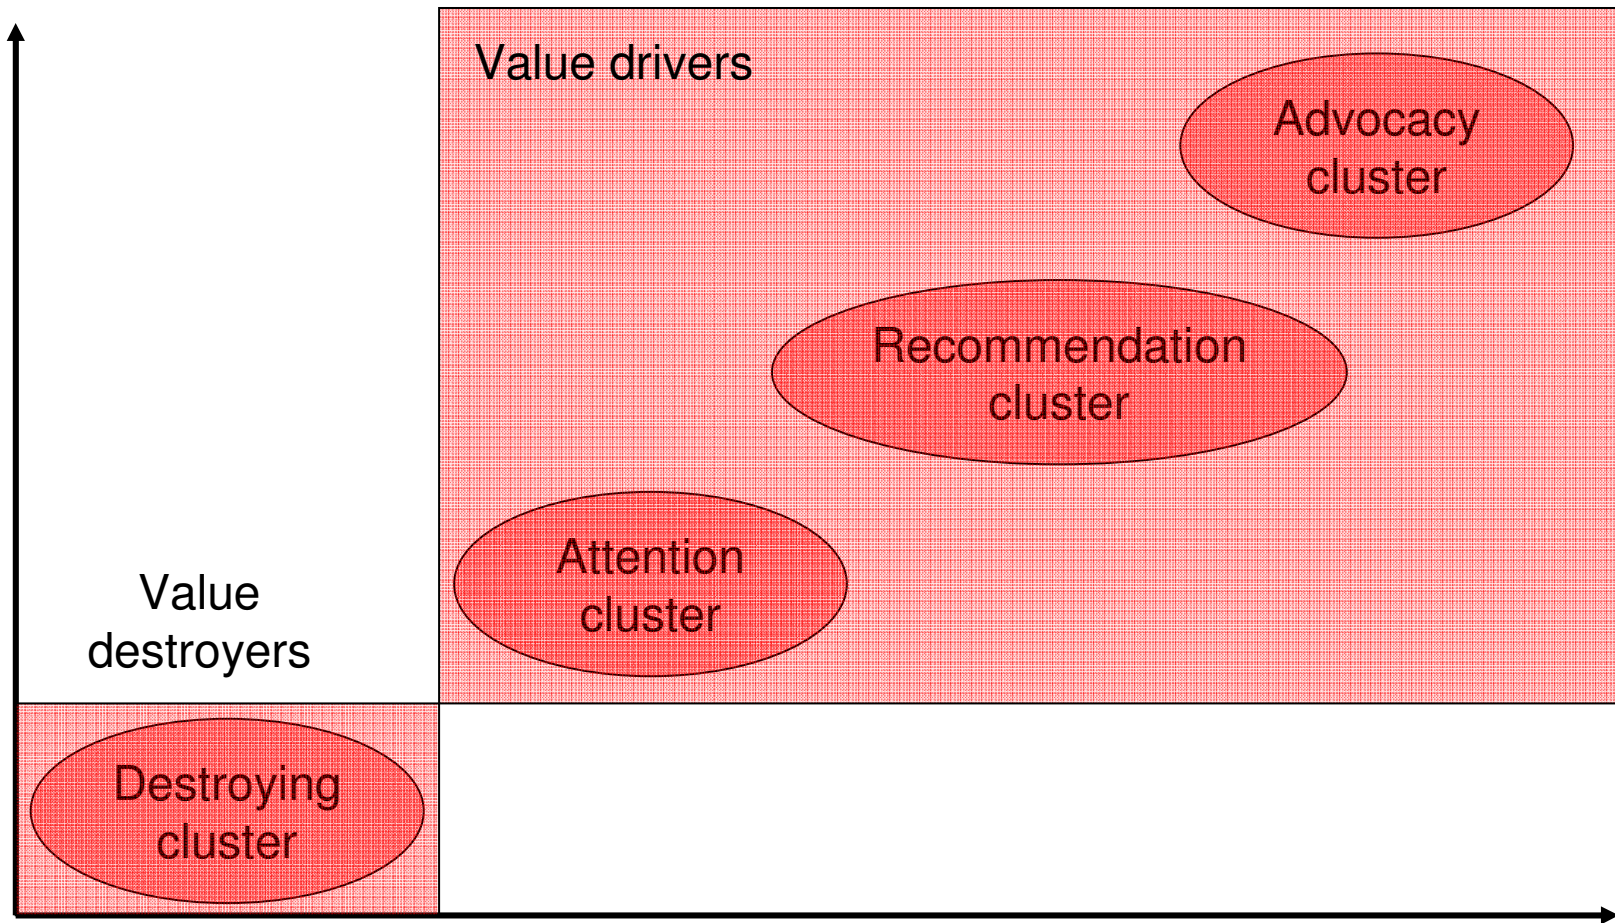 Value drivers
Advocacy
cluster
Recommendation
cluster
Attention
cluster
Value
destroyers
Destroying
cluster